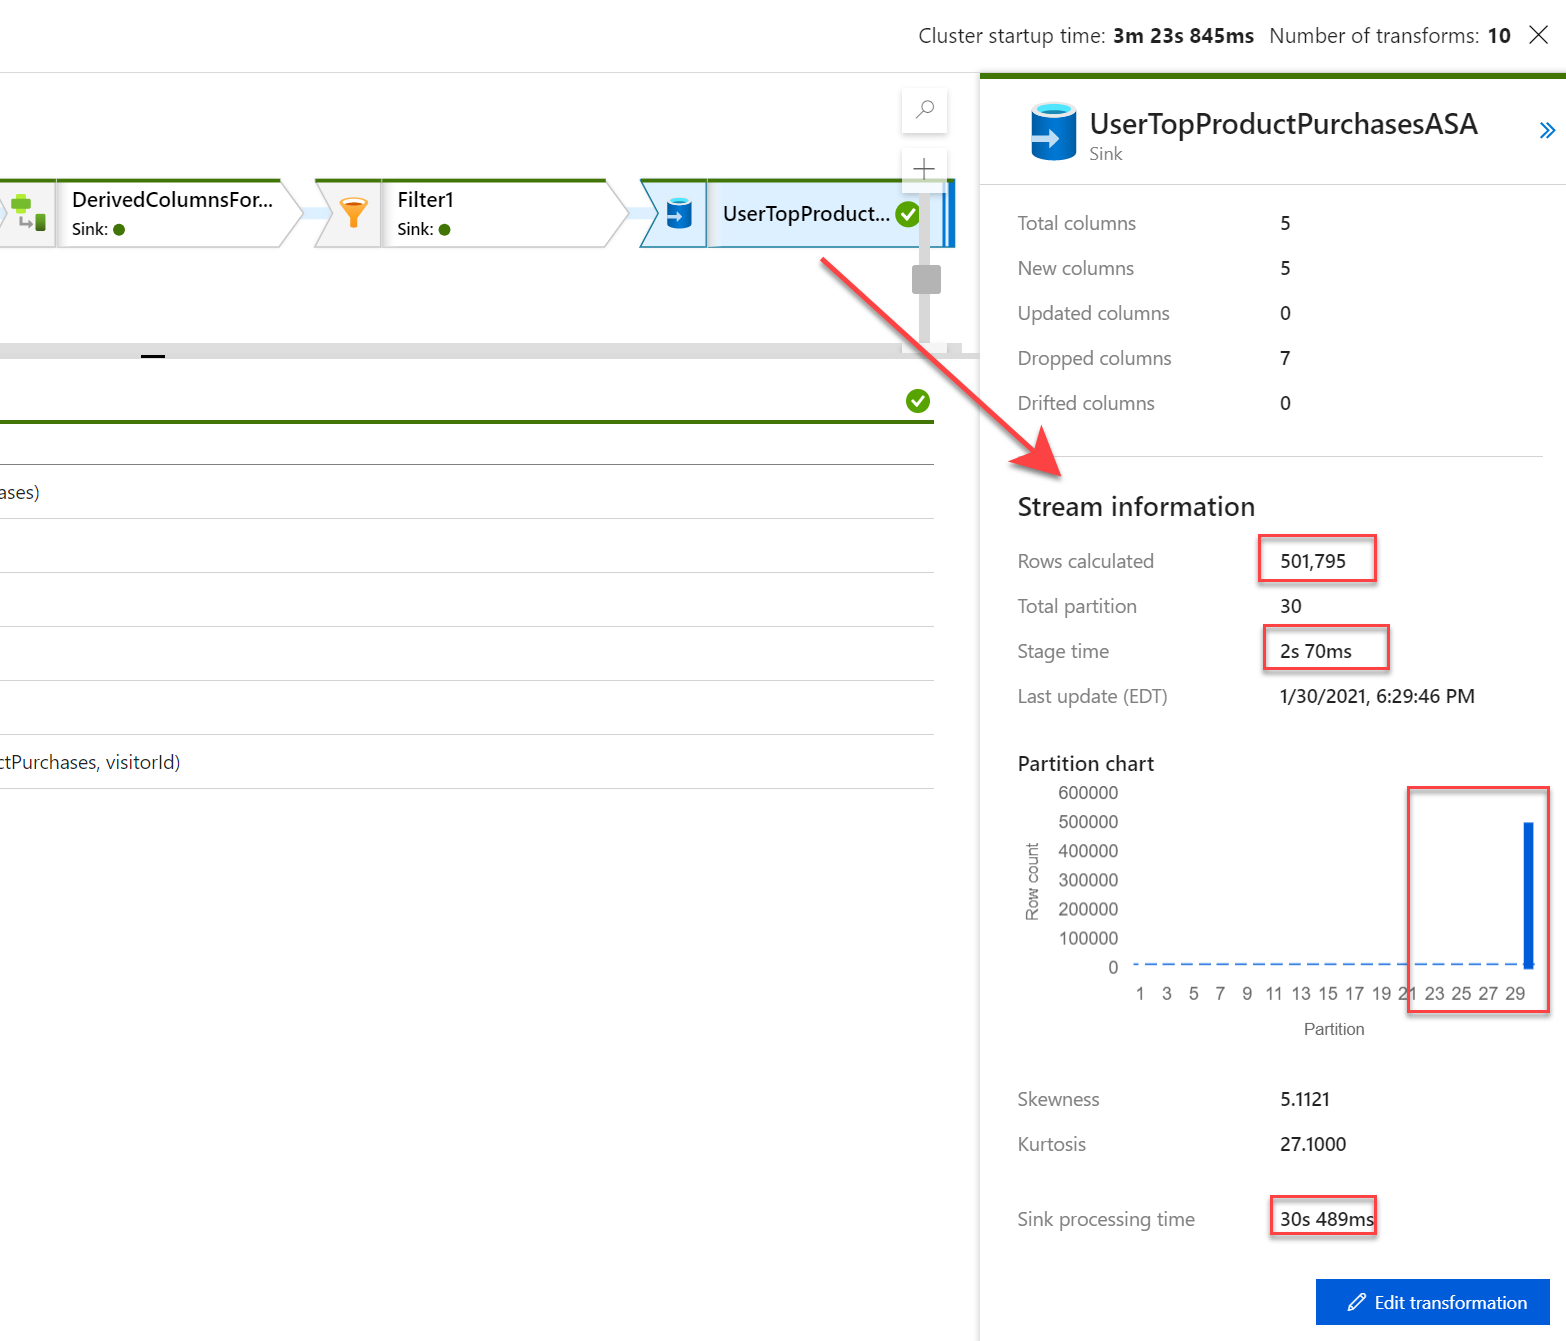 Cluster startup time: 3m 23s 845ms Number of transforms: 10
UserTopProductPurchasesASA
Sink
DerivedColumnsFor...
Sink:
Filter1
Sink:
UserTopProduct...
Total columns 5
New columns 5
Updated columns 0
Dropped columns 7
Drifted columns 0
ases)
ctPurchases, visitorId)
Stream information
Rows calculated 501,795
Total partition 30
Stage time 2s 70ms
Last update (EDT) 1/30/2021, 6:29:46 PM
Partition chart
600000
500000
400000
300000
200000
100000
0
Row count
1 3 5 7 9 11 13 15 17 19 21 23 25 27 29
Partition
Skewness 5.1121
Kurtosis 27.1000
Sink processing time 30s 489ms
Edit transformation